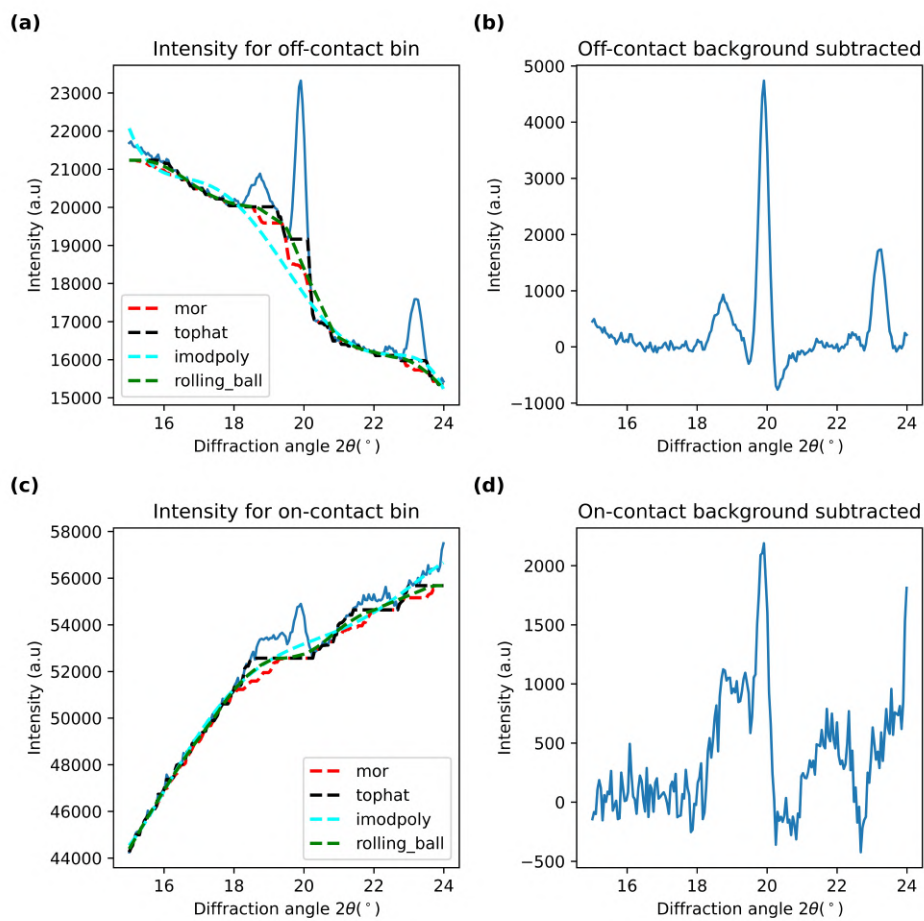 (a)
Intensity for off-contact bin
23000
22000
21000
20000
19000
18000
17000
16000
15000
Intensity (a.u)
mor
tophat
imodpoly
rolling_ball
16 18 20 22 24
Diffraction angle 2θ(°)
(b)
Off-contact background subtracted
5000
4000
3000
2000
1000
0
−1000
Intensity (a.u)
16 18 20 22 24
Diffraction angle 2θ(°)
(c)
Intensity for on-contact bin
58000
56000
54000
52000
50000
48000
46000
44000
Intensity (a.u)
mor
tophat
imodpoly
rolling_ball
16 18 20 22 24
Diffraction angle 2θ(°)
(d)
On-contact background subtracted
2000
1500
1000
500
0
−500
Intensity (a.u)
16 18 20 22 24
Diffraction angle 2θ(°)